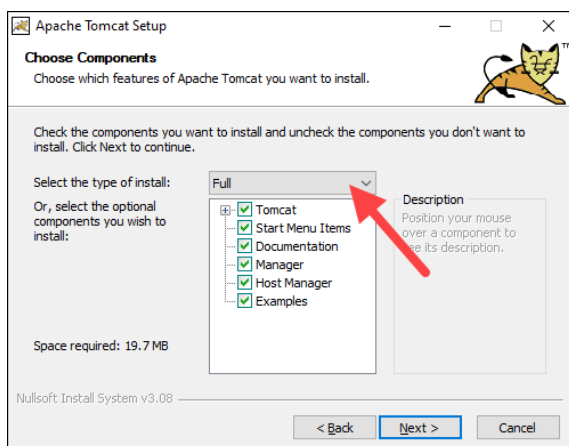 Apache Tomcat Setup
Choose Components
Choose which features of Apache Tomcat you want to install.
TM
Check the components you want to install and uncheck the components you don't want to
install. Click Next to continue.
Select the type of install:
Full
Or, select the optional
components you wish to
install:
Tomcat
Start Menu Items
Documentation
Manager
Host Manager
Examples
Description
Position your mouse
over a component to
see its description.
Space required: 19.7 MB
Nullsoft Install System v3.08
< Back
Next >
Cancel